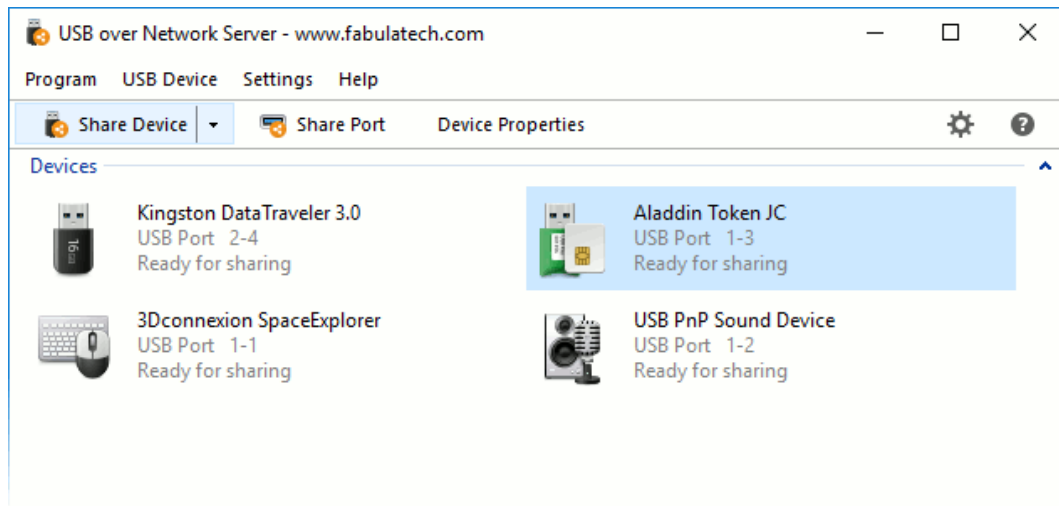 USB over Network Server - www.fabulatech.com
Program USB Device Settings Help
Share Device Share Port Device Properties
Devices
Kingston DataTraveler 3.0
USB Port 2-4
Ready for sharing
Aladdin Token JC
USB Port 1-3
Ready for sharing
3Dconnexion SpaceExplorer
USB Port 1-1
Ready for sharing
USB PnP Sound Device
USB Port 1-2
Ready for sharing
16 GB